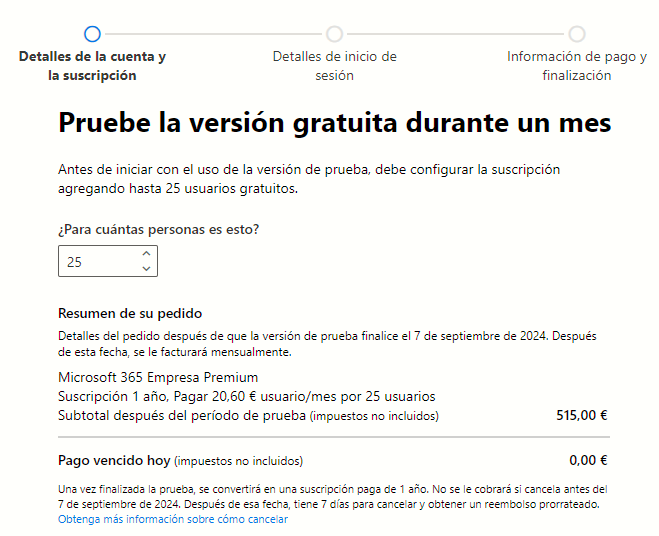 Detalles de la cuenta y
la suscripción
Detalles de inicio de
sesión
Información de pago y
finalización
Pruebe la versión gratuita durante un mes
Antes de iniciar con el uso de la versión de prueba, debe configurar la suscripción
agregando hasta 25 usuarios gratuitos.
¿Para cuántas personas es esto?
25
Resumen de su pedido
Detalles del pedido después de que la versión de prueba finalice el 7 de septiembre de 2024. Después
de esta fecha, se le facturará mensualmente.
Microsoft 365 Empresa Premium
Suscripción 1 año, Pagar 20,60 € usuario/mes por 25 usuarios
Subtotal después del período de prueba (impuestos no incluidos) 515,00 €
Pago vencido hoy (impuestos no incluidos) 0,00 €
Una vez finalizada la prueba, se convertirá en una suscripción paga de 1 año. No se le cobrará si cancela antes del
7 de septiembre de 2024. Después de esa fecha, tiene 7 días para cancelar y obtener un reembolso prorrateado.
Obtenga más información sobre cómo cancelar